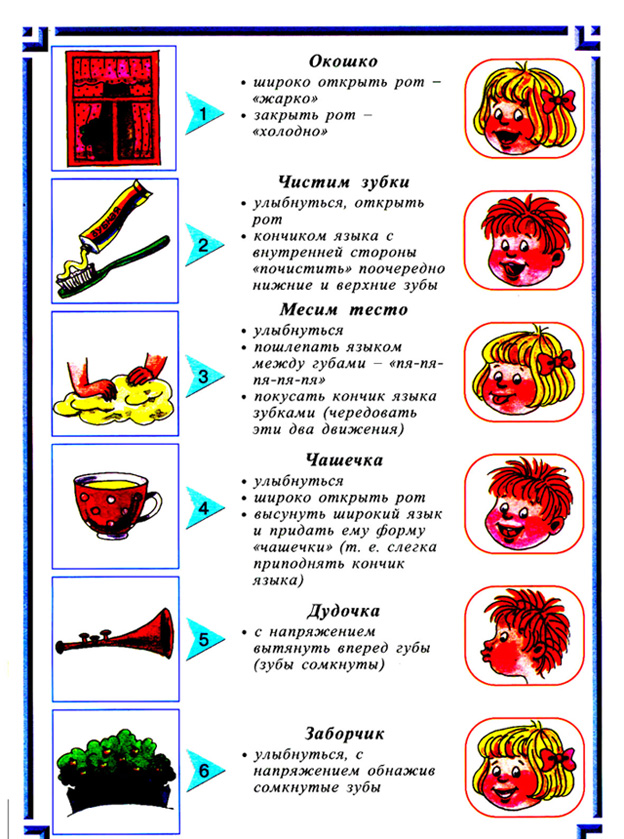 Окошко
• широко открыть рот –
«жарко»
• закрыть рот –
«холодно»
1
Чистим зубки
• улыбнуться, открыть
рот
• кончиком языка с
внутренней стороны
«почистить» поочередно
нижние и верхние зубы
2
Месим тесто
• улыбнуться
• пошлепать языком
между губами – «пя-пя-
пя-пя-пя»
• покусать кончик языка
зубками (чередовать
эти два движения)
3
Чашечка
• улыбнуться
• широко открыть рот
• высунуть широкий язык
и придать ему форму
«чашечки» (т. е. слегка
приподнять кончик
языка)
4
Дудочка
• с напряжением
вытянуть вперед губы
(зубы сомкнуты)
5
Заборчик
• улыбнуться, с
напряжением обнажив
сомкнутые зубы
6